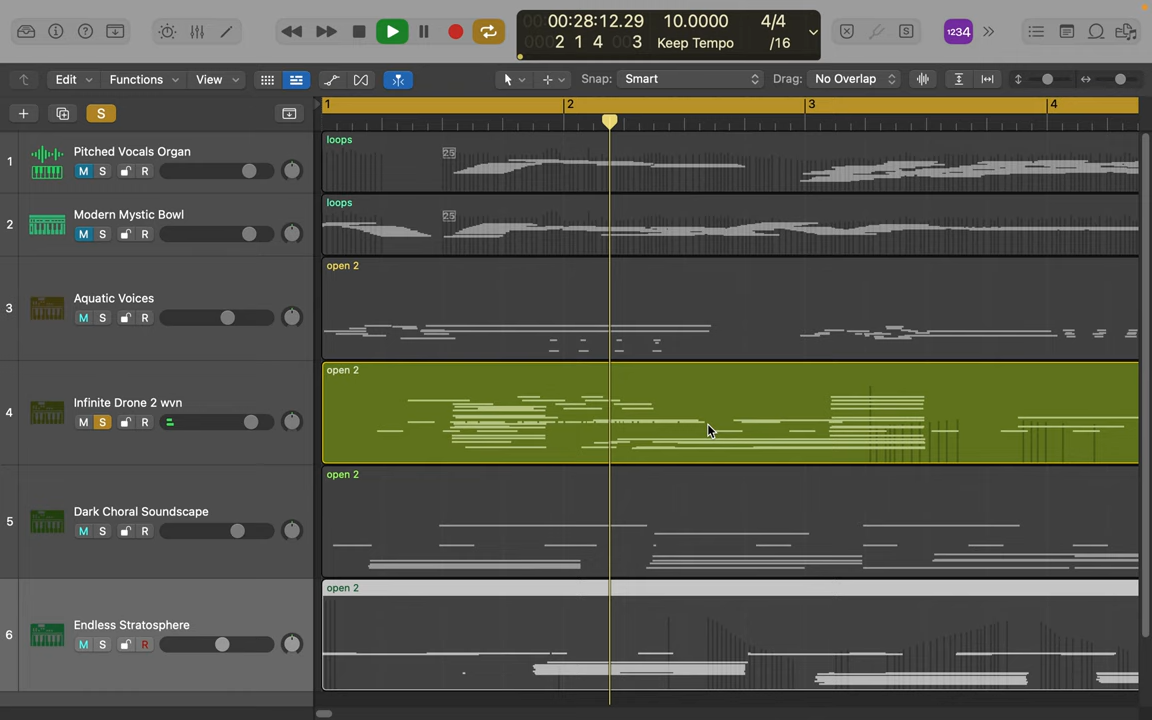 00:28:12.29
10.0000
4/4
2 1 4 003
Keep Tempo
/16
1234
Edit
Functions
View
Snap: Smart
Drag: No Overlap
S
1
2
3
4
1
Pitched Vocals Organ
M S R
loops
25
2
Modern Mystic Bowl
M S R
loops
25
3
Aquatic Voices
M S R
open 2
4
Infinite Drone 2 wvn
M S R
open 2
5
Dark Choral Soundscape
M S R
open 2
6
Endless Stratosphere
M S R
open 2